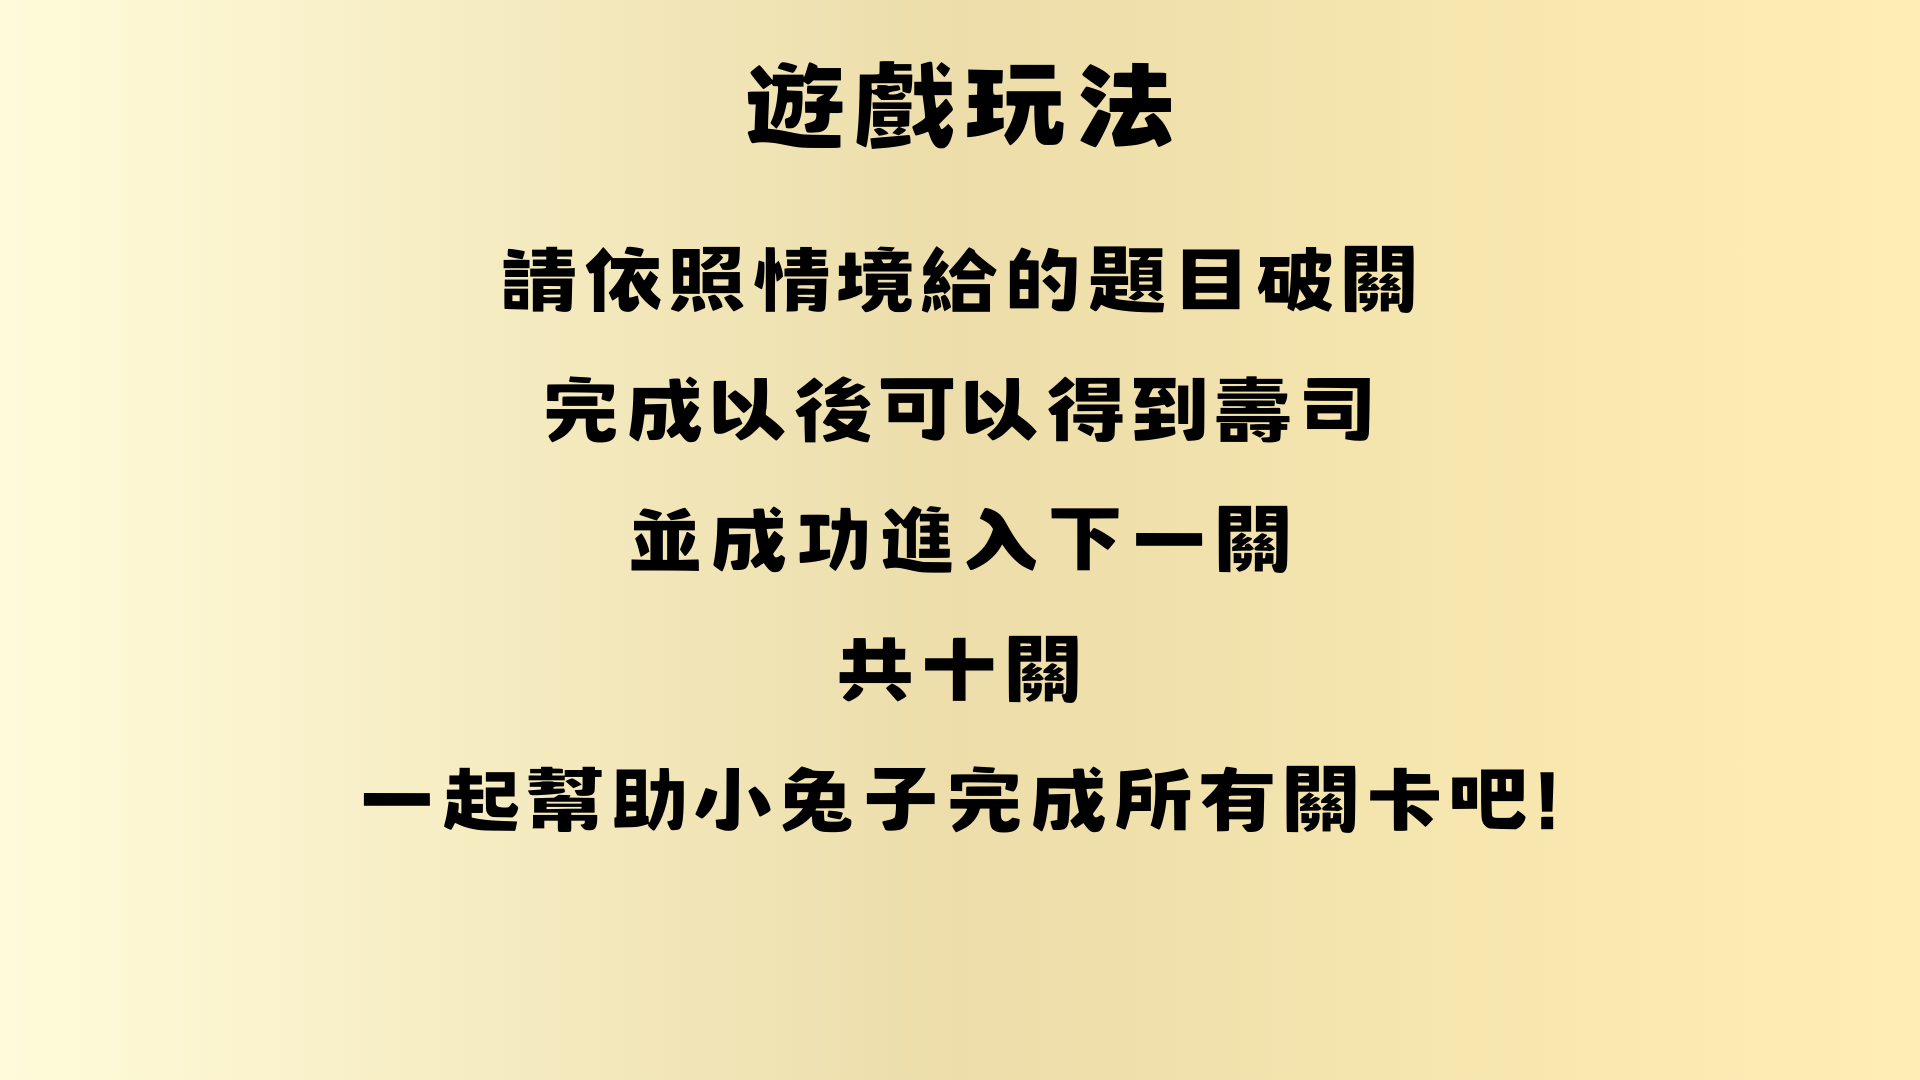 遊戲玩法
請依照情境給的題目破關
完成以後可以得到壽司
並成功進入下一關
共十關
一起幫助小兔子完成所有關卡吧!